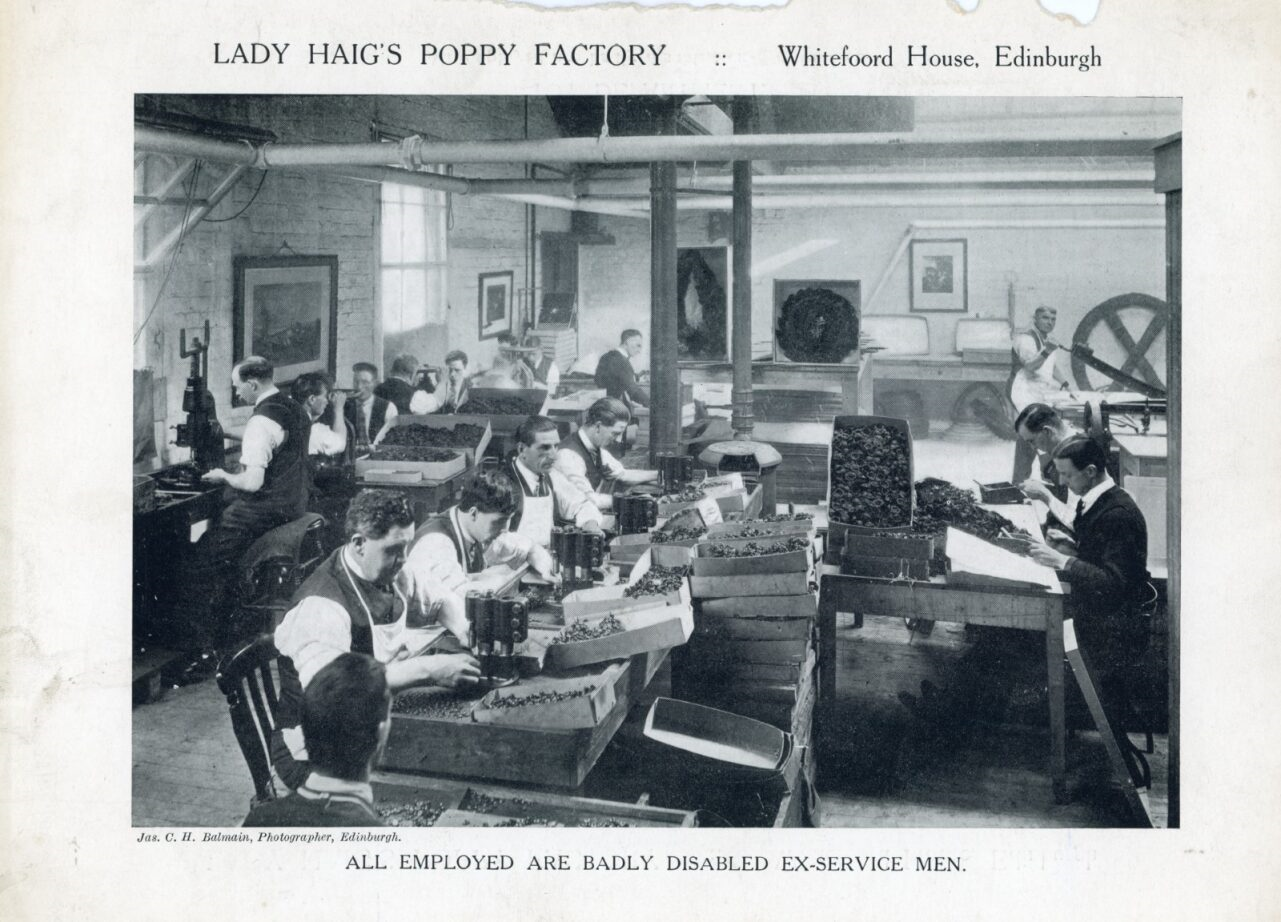 LADY HAIG'S POPPY FACTORY :: Whitefoord House, Edinburgh
Jas. C. H. Balmain, Photographer, Edinburgh.
ALL EMPLOYED ARE BADLY DISABLED EX-SERVICE MEN.